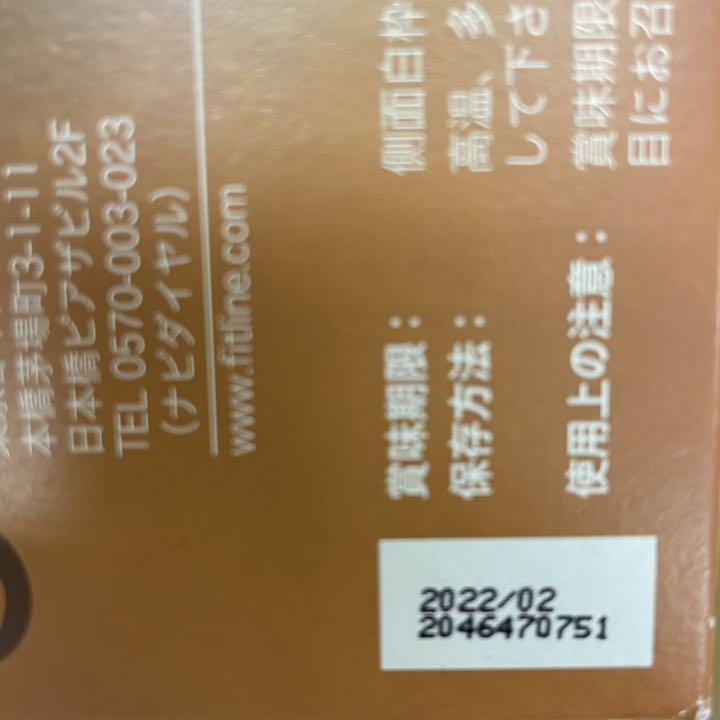 本橋茅場町3-1-11
日本橋ピアザビル2F
TEL 0570-003-023
(ナビダイヤル)
www.fitline.com
賞味期限： 側面白枠
保存方法： 高温、多
して下さ
使用上の注意： 賞味期限
目にお召
2022/02
2046470751